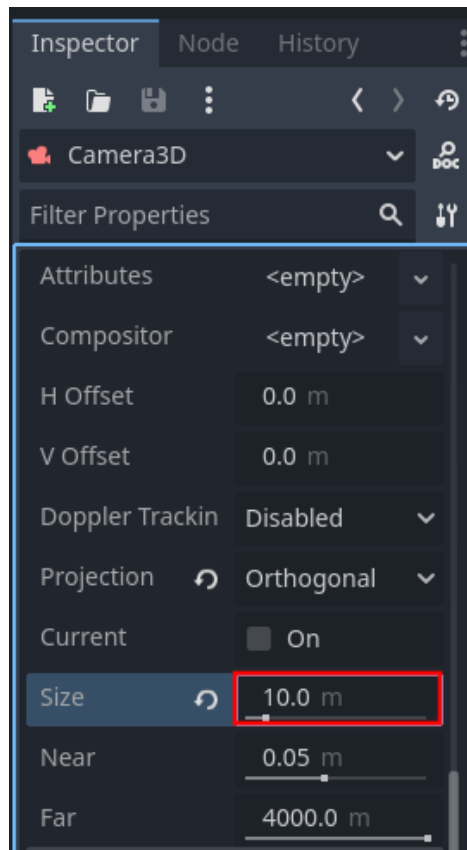 Inspector Node History
Camera3D DOC
Filter Properties
Attributes <empty>
Compositor <empty>
H Offset 0.0 m
V Offset 0.0 m
Doppler Trackin Disabled
Projection Orthogonal
Current On
Size 10.0 m
Near 0.05 m
Far 4000.0 m